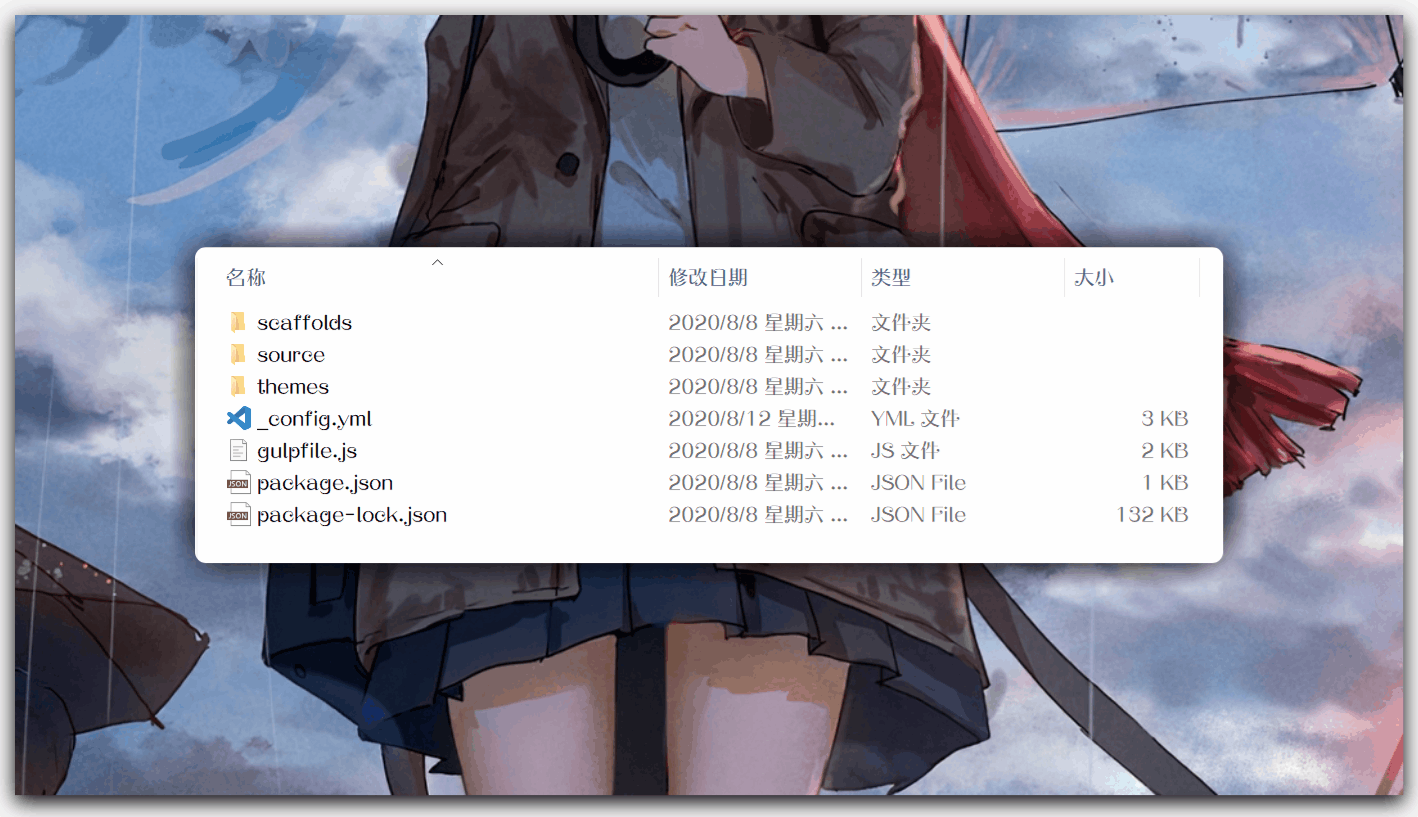 名称 修改日期 类型 大小
scaffolds 2020/8/8 星期六 ... 文件夹
source 2020/8/8 星期六 ... 文件夹
themes 2020/8/8 星期六 ... 文件夹
_config.yml 2020/8/12 星期... YML 文件 3 KB
gulpfile.js 2020/8/8 星期六 ... JS 文件 2 KB
JSON package.json 2020/8/8 星期六 ... JSON File 1 KB
JSON package-lock.json 2020/8/8 星期六 ... JSON File 132 KB